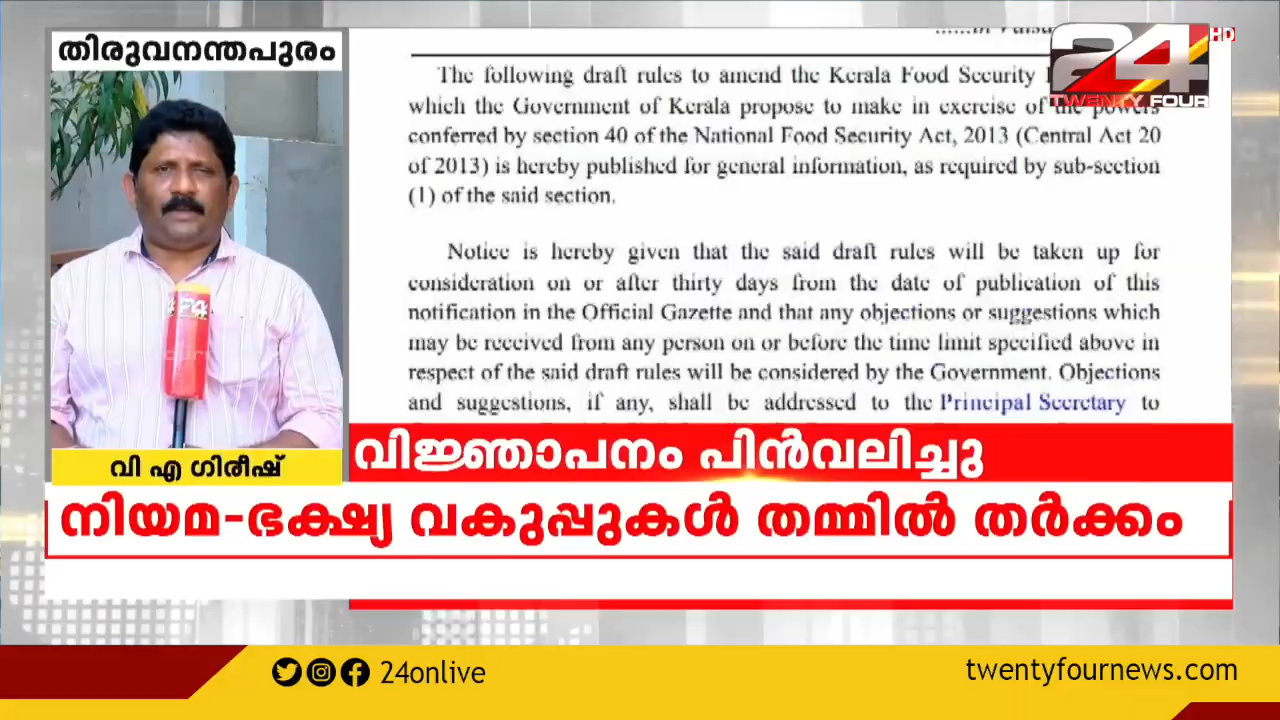 തിരുവനന്തപുരം
24
HD
TWENTY FOUR
The following draft rules to amend the Kerala Food Security
which the Government of Kerala propose to make in exercise of the powers
conferred by section 40 of the National Food Security Act, 2013 (Central Act 20
of 2013) is hereby published for general information, as required by sub-section
(1) of the said section.
Notice is hereby given that the said draft rules will be taken up for
consideration on or after thirty days from the date of publication of this
notification in the Official Gazette and that any objections or suggestions which
may be received from any person on or before the time limit specified above in
respect of the said draft rules will be considered by the Government. Objections
and suggestions, if any, shall be addressed to the Principal Secretary to
24
വി എ ഗിരീഷ്
വിജ്ഞാപനം പിൻവലിച്ചു
നിയമ-ഭക്ഷ്യ വകുപ്പുകൾ തമ്മിൽ തർക്കം
24onlive
twentyfournews.com